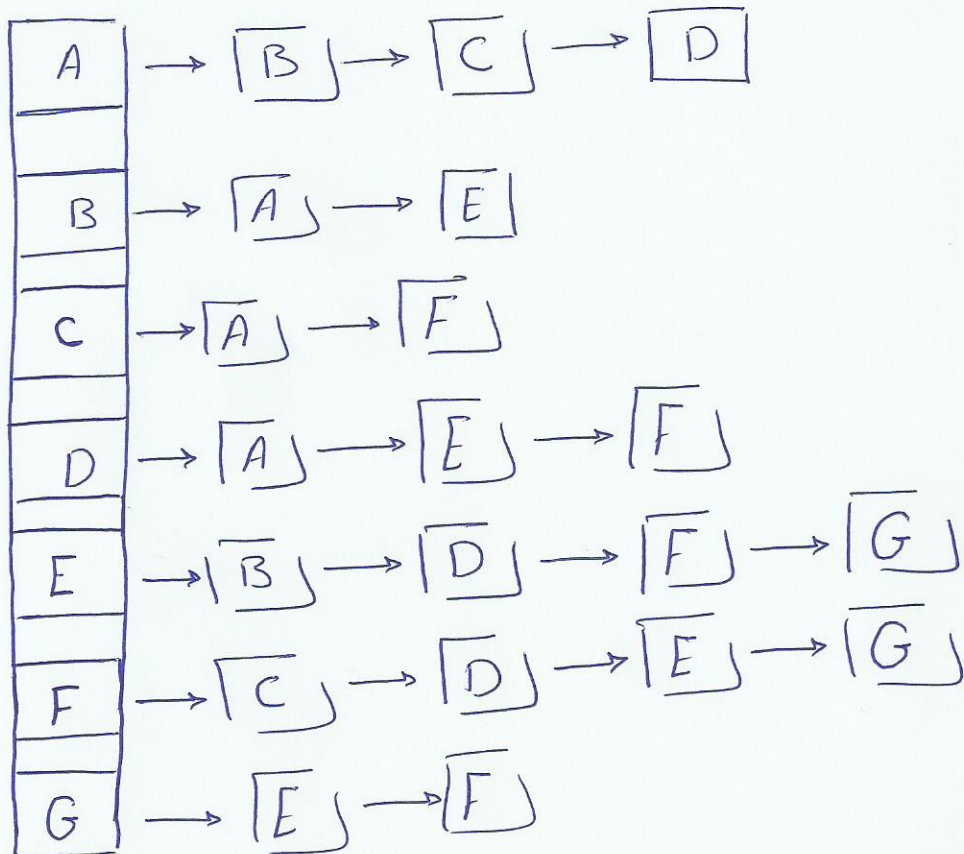 A → B → C → D
B → A → E
C → A → F
D → A → E → F
E → B → D → F → G
F → C → D → E → G
G → E → F